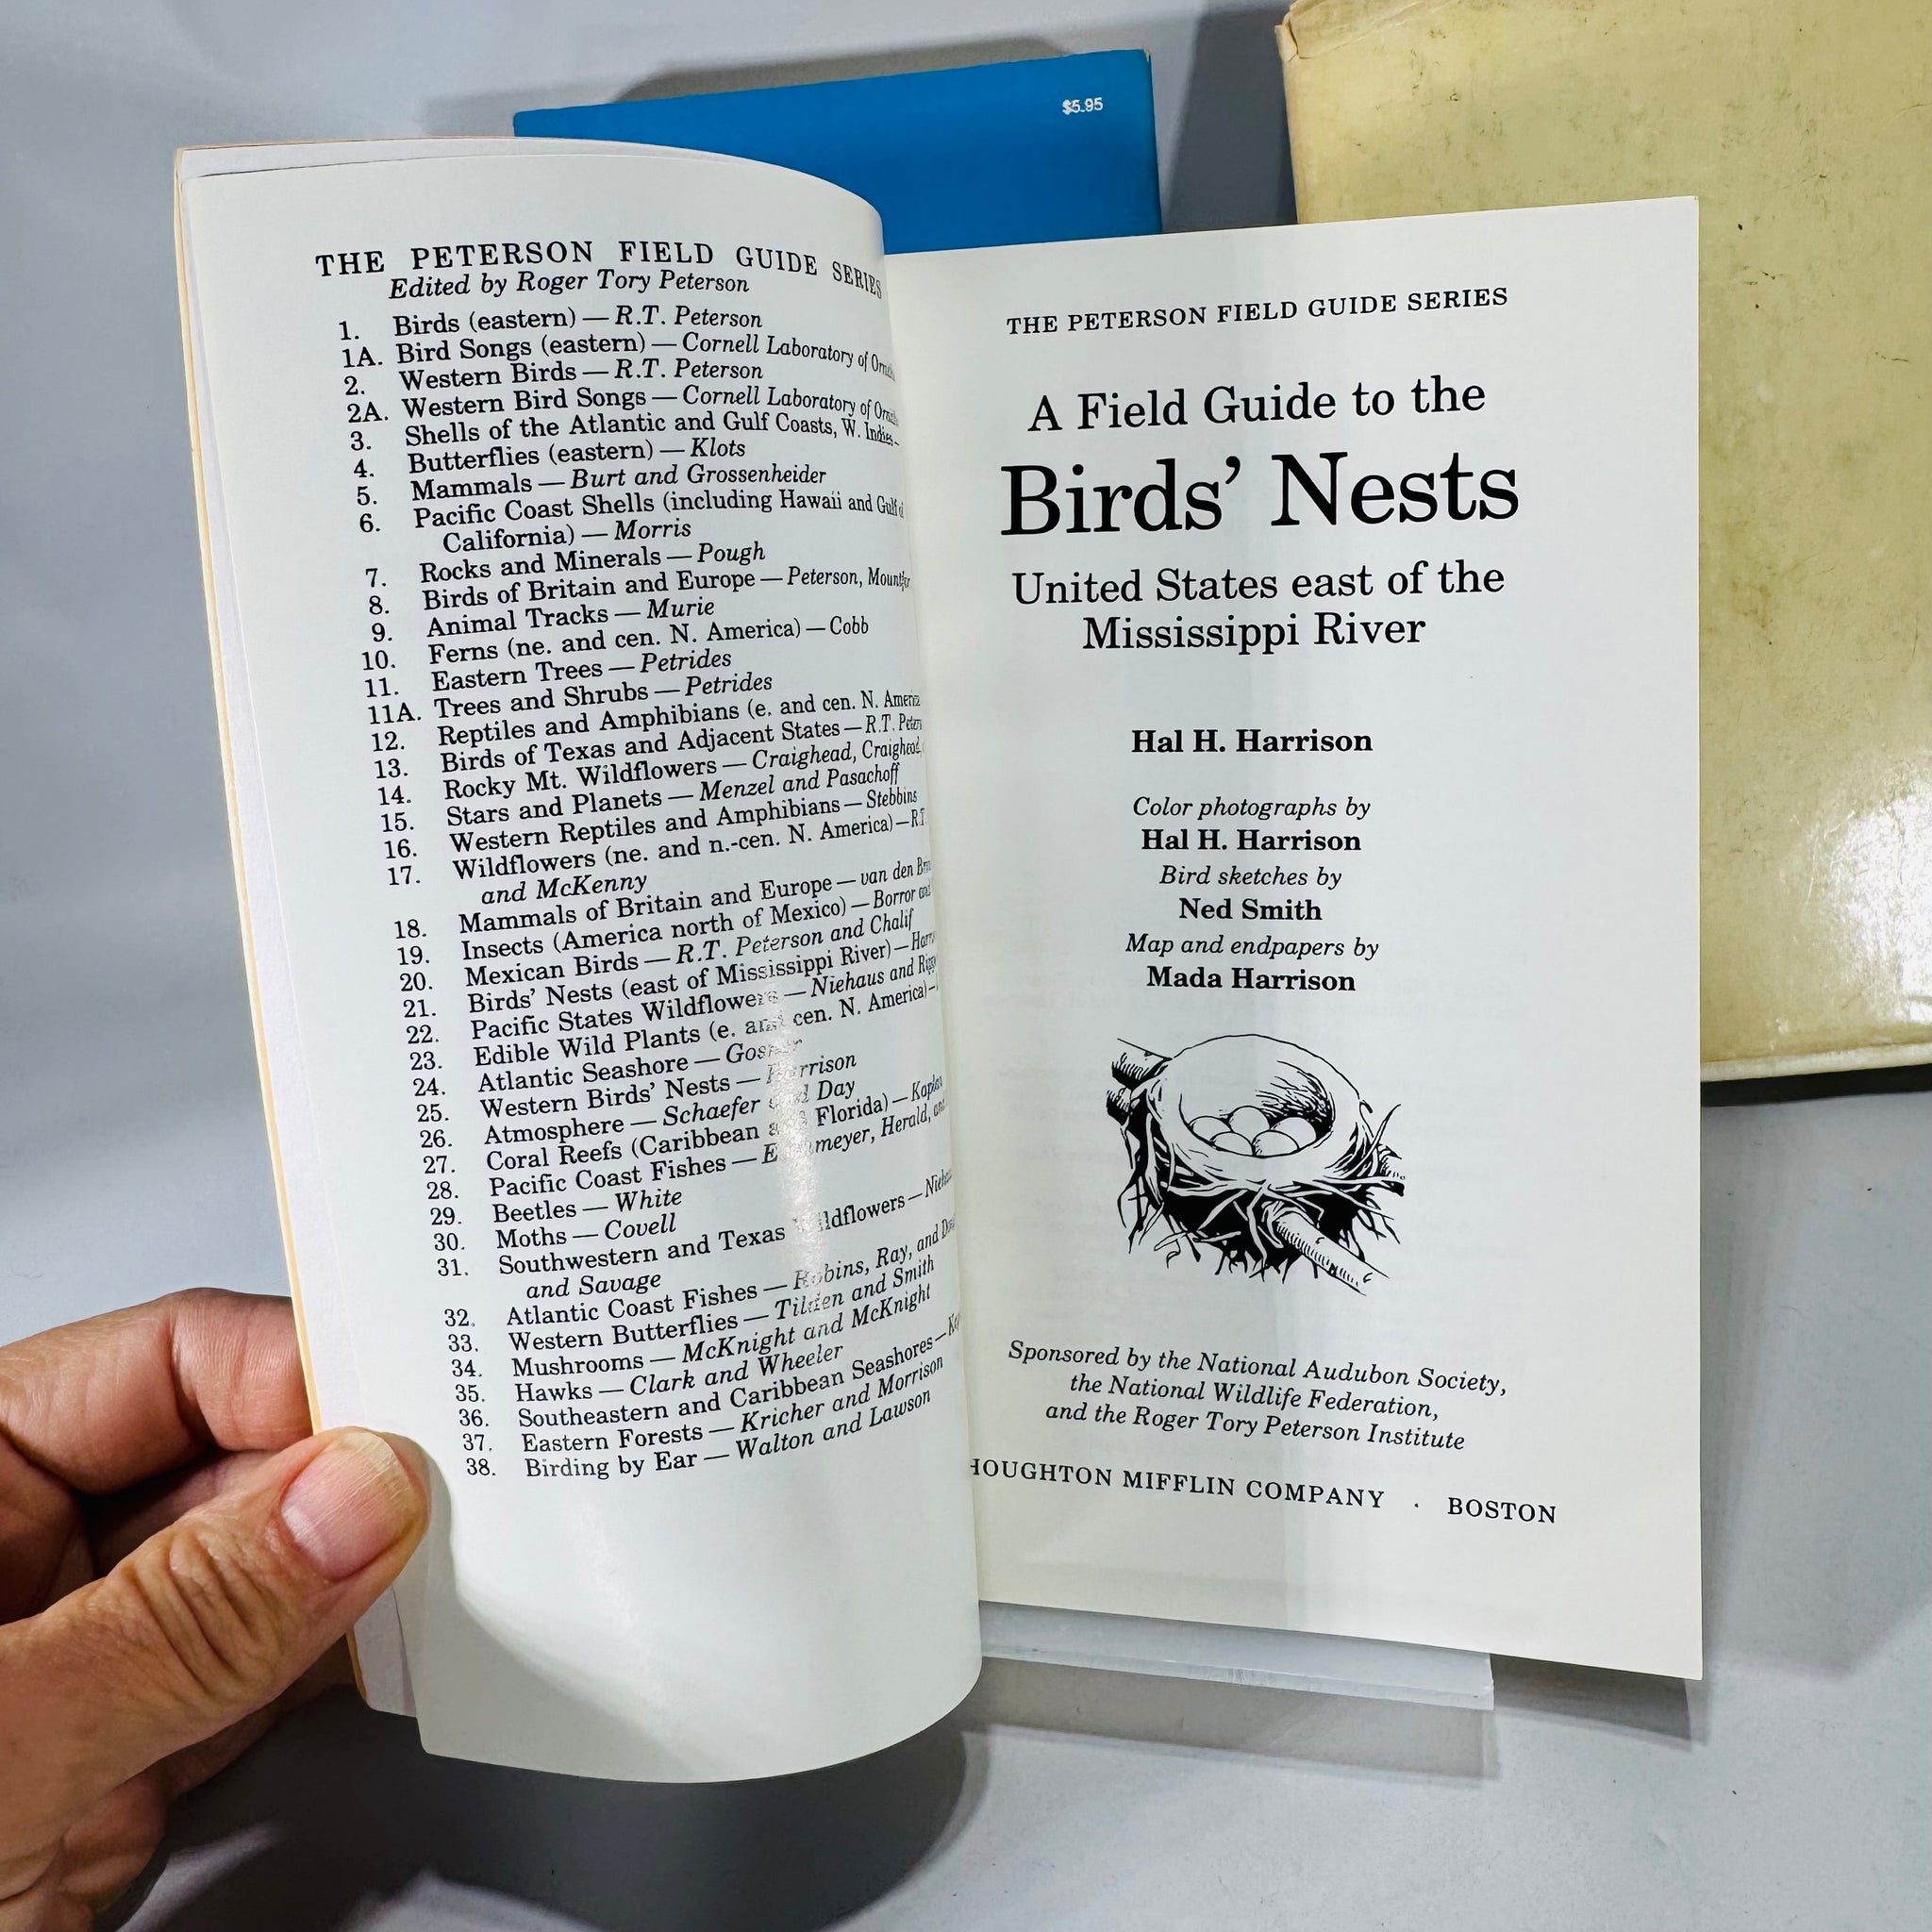 $5.95
THE PETERSON FIELD GUIDE SERIES
Edited by Roger Tory Peterson
1. Birds (eastern) — R.T. Peterson
1A. Bird Songs (eastern) — Cornell Laboratory of
2. Western Birds — R.T. Peterson
2A. Western Bird Songs — Cornell Laboratory of
3. Shells of the Atlantic and Gulf Coasts, W. Indies —
4. Butterflies (eastern) — Klots
5. Mammals — Burt and Grossenheider
6. Pacific Coast Shells (including Hawaii and Gulf of
California) — Morris
7. Rocks and Minerals — Pough
8. Birds of Britain and Europe — Peterson,
9. Animal Tracks — Murie
10. Ferns (ne. and cen. N. America) — Cobb
11. Eastern Trees — Petrides
11A. Trees and Shrubs — Petrides
12. Reptiles and Amphibians (e. and cen. N.
13. Birds of Texas and Adjacent States — R.T.
14. Rocky Mt. Wildflowers — Craighead, Craighead,
15. Stars and Planets — Menzel and Pasachoff
16. Western Reptiles and Amphibians — Stebbins
17. Wildflowers (ne. and n.-cen. N. America) — R.T.
and McKenny
18. Mammals of Britain and Europe — van den
19. Insects (America north of Mexico) — Borror and
20. Mexican Birds — R.T. Peterson and Chalif
21. Birds' Nests (east of Mississippi River) —
22. Pacific States Wildflowers — Niehaus and
23. Edible Wild Plants (e. and cen. N. America) —
24. Atlantic Seashore — Gosner
25. Western Birds' Nests — Harrison
26. Atmosphere — Schaefer and Day
27. Coral Reefs (Caribbean and Florida) — Kaplan
28. Pacific Coast Fishes — Herald, and
29. Beetles — White
30. Moths — Covell
31. Southwestern and Texas Wildflowers —
and Savage
32. Atlantic Coast Fishes — Robins, Ray, and
33. Western Butterflies — Tilden and Smith
34. Mushrooms — McKnight and McKnight
35. Hawks — Clark and Wheeler
36. Southeastern and Caribbean Seashores —
37. Eastern Forests — Kricher and Morrison
38. Birding by Ear — Walton and Lawson
THE PETERSON FIELD GUIDE SERIES
A Field Guide to the
Birds' Nests
United States east of the
Mississippi River
Hal H. Harrison
Color photographs by
Hal H. Harrison
Bird sketches by
Ned Smith
Map and endpapers by
Mada Harrison
Sponsored by the National Audubon Society,
the National Wildlife Federation,
and the Roger Tory Peterson Institute
HOUGHTON MIFFLIN COMPANY · BOSTON